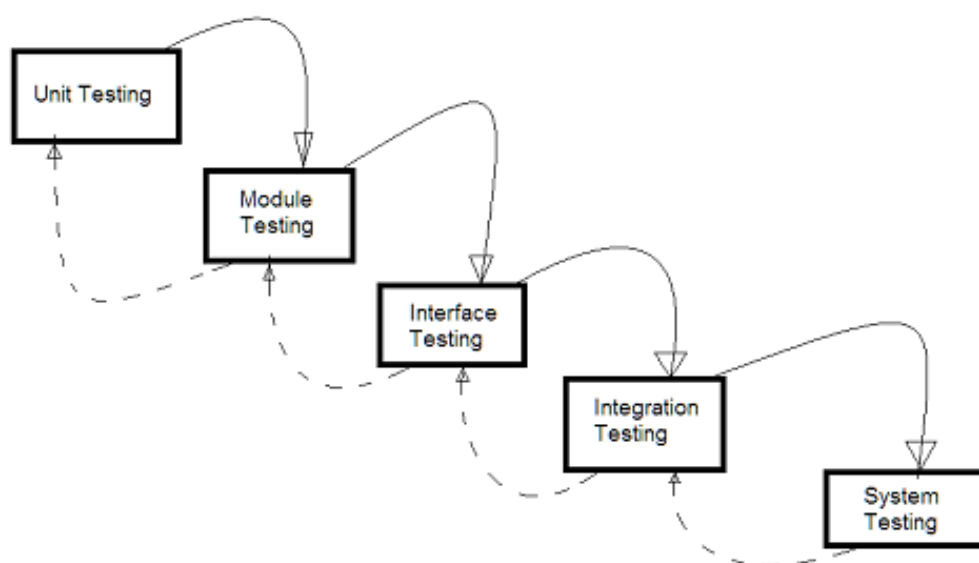 Unit Testing
Module
Testing
Interface
Testing
Integration
Testing
System
Testing